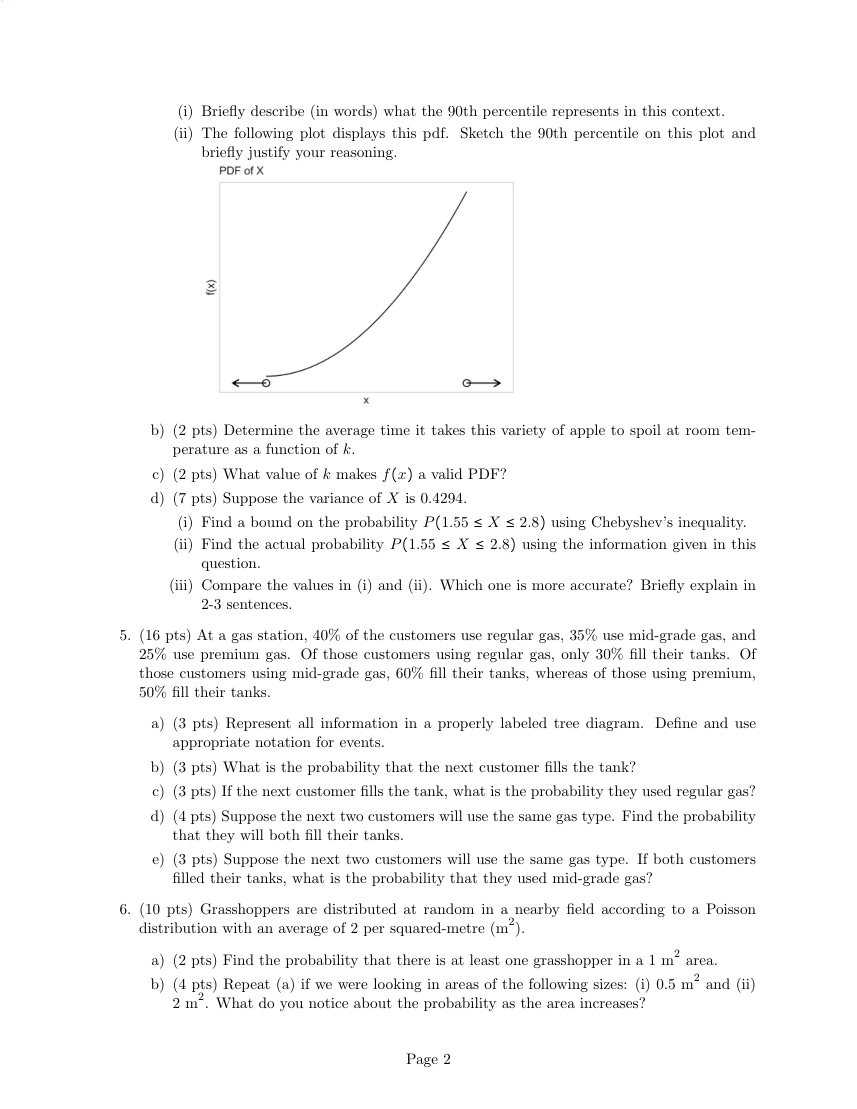 (i) Briefly describe (in words) what the 90th percentile represents in this context.
(ii) The following plot displays this pdf. Sketch the 90th percentile on this plot and
briefly justify your reasoning.
PDF of X
f(x)
x
b) (2 pts) Determine the average time it takes this variety of apple to spoil at room tem-
perature as a function of k.
c) (2 pts) What value of k makes f(x) a valid PDF?
d) (7 pts) Suppose the variance of X is 0.4294.
(i) Find a bound on the probability P(1.55 ≤ X ≤ 2.8) using Chebyshev's inequality.
(ii) Find the actual probability P(1.55 ≤ X ≤ 2.8) using the information given in this
question.
(iii) Compare the values in (i) and (ii). Which one is more accurate? Briefly explain in
2-3 sentences.
5. (16 pts) At a gas station, 40% of the customers use regular gas, 35% use mid-grade gas, and
25% use premium gas. Of those customers using regular gas, only 30% fill their tanks. Of
those customers using mid-grade gas, 60% fill their tanks, whereas of those using premium,
50% fill their tanks.
a) (3 pts) Represent all information in a properly labeled tree diagram. Define and use
appropriate notation for events.
b) (3 pts) What is the probability that the next customer fills the tank?
c) (3 pts) If the next customer fills the tank, what is the probability they used regular gas?
d) (4 pts) Suppose the next two customers will use the same gas type. Find the probability
that they will both fill their tanks.
e) (3 pts) Suppose the next two customers will use the same gas type. If both customers
filled their tanks, what is the probability that they used mid-grade gas?
6. (10 pts) Grasshoppers are distributed at random in a nearby field according to a Poisson
distribution with an average of 2 per squared-metre (m²).
a) (2 pts) Find the probability that there is at least one grasshopper in a 1 m² area.
b) (4 pts) Repeat (a) if we were looking in areas of the following sizes: (i) 0.5 m² and (ii)
2 m². What do you notice about the probability as the area increases?
Page 2